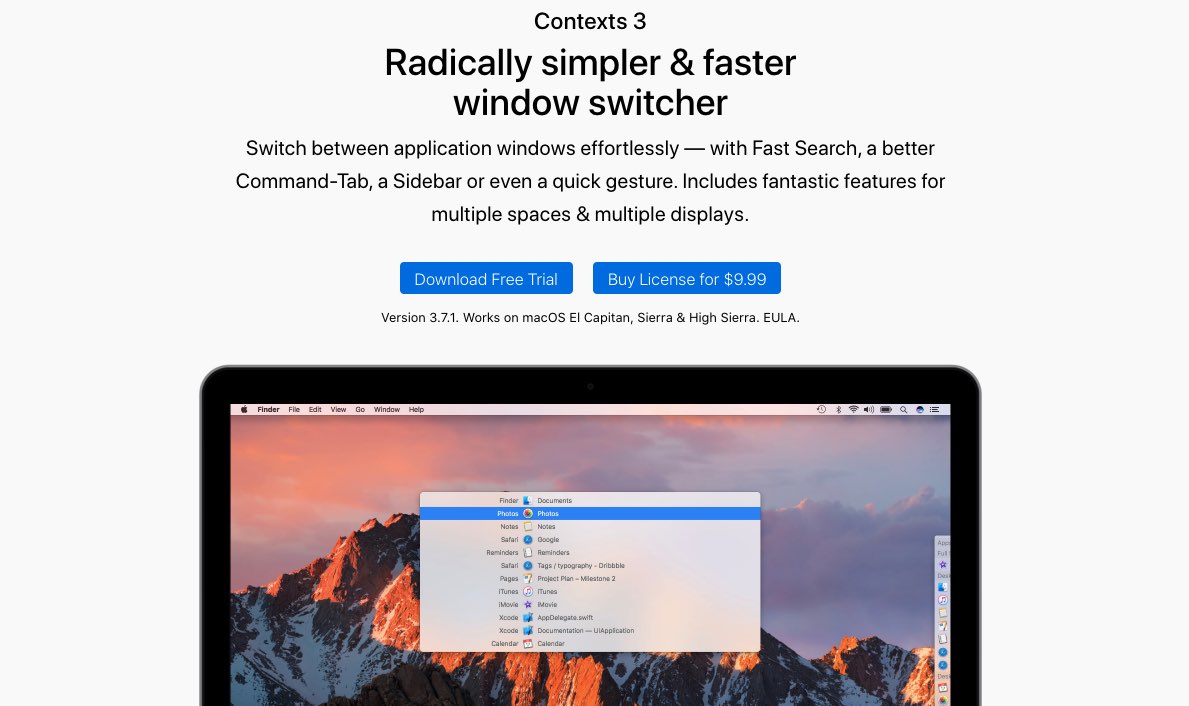 Contexts 3
Radically simpler & faster
window switcher
Switch between application windows effortlessly — with Fast Search, a better
Command-Tab, a Sidebar or even a quick gesture. Includes fantastic features for
multiple spaces & multiple displays.
Download Free Trial Buy License for $9.99
Version 3.7.1. Works on macOS El Capitan, Sierra & High Sierra. EULA.
Finder File Edit View Go Window Help
Finder Documents
Photos Photos
Notes Notes
Safari Google
Reminders Reminders
Safari Tags / typography - Dribbble
Pages Project Plan – Milestone 2
iTunes iTunes
iMovie iMovie
Xcode AppDelegate.swift
Xcode Documentation — UIApplication
Calendar Calendar